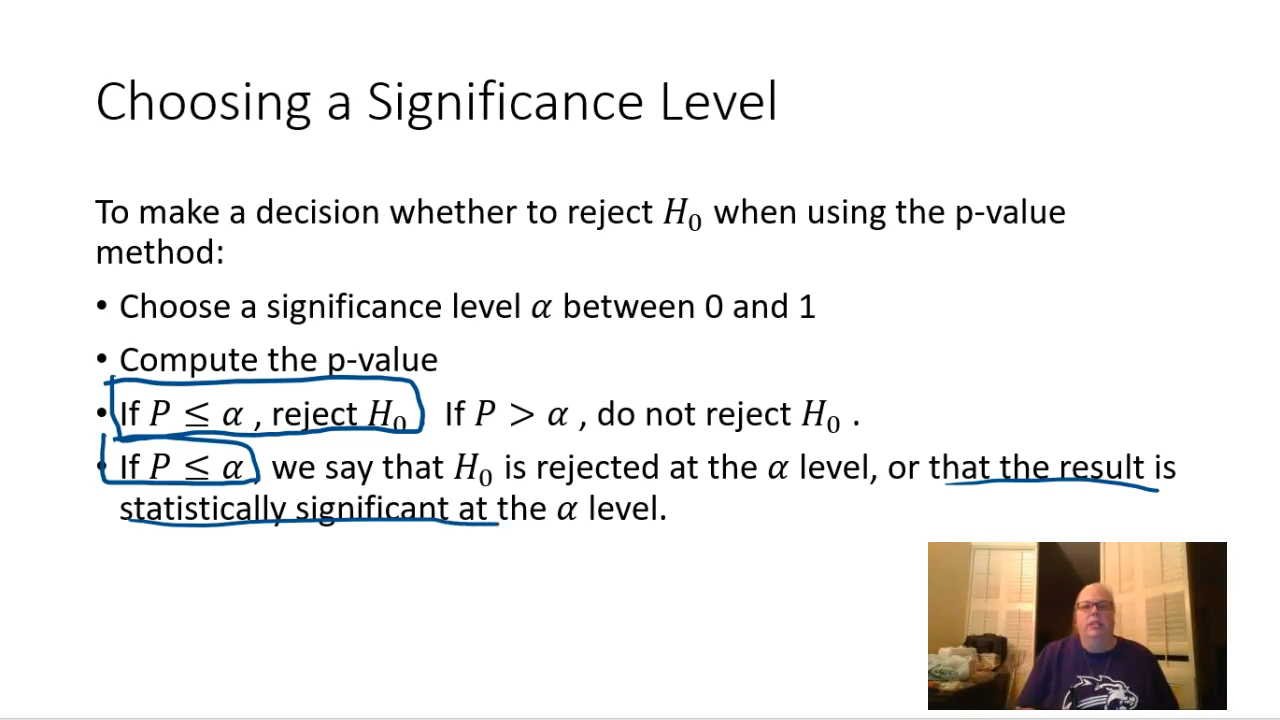 Choosing a Significance Level
To make a decision whether to reject H₀ when using the p-value
method:
• Choose a significance level α between 0 and 1
• Compute the p-value
• If P ≤ α , reject H₀ If P > α , do not reject H₀ .
• If P ≤ α, we say that H₀ is rejected at the α level, or that the result is
statistically significant at the α level.